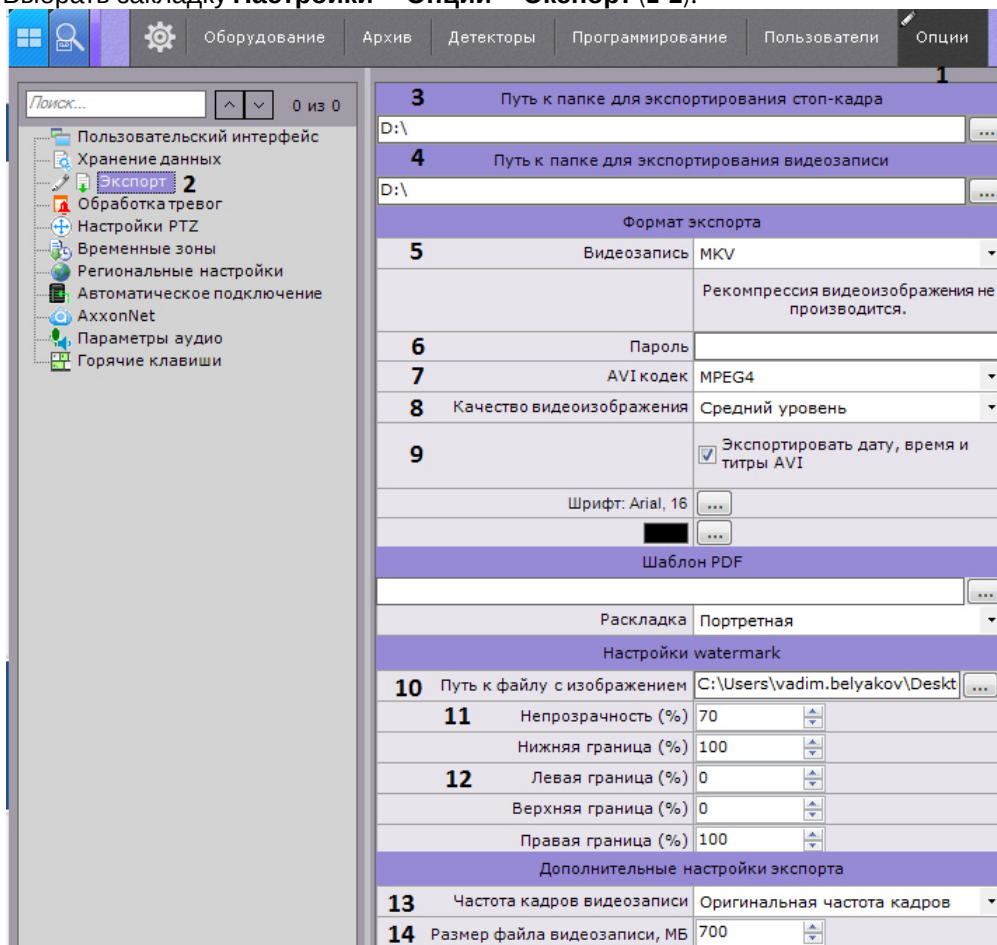 Выбрать закладку Настройки – Опции – Экспорт (1-2).
Оборудование Архив Детекторы Программирование Пользователи Опции
1
Поиск... 0 из 0
Пользовательский интерфейс
Хранение данных
Экспорт 2
Обработка тревог
Настройки PTZ
Временные зоны
Региональные настройки
Автоматическое подключение
AxxonNet
Параметры аудио
Горячие клавиши
3 Путь к папке для экспортирования стоп-кадра
D:\ ...
4 Путь к папке для экспортирования видеозаписи
D:\ ...
Формат экспорта
5 Видеозапись MKV
Рекомпрессия видеоизображения не
производится.
6 Пароль
7 AVI кодек MPEG4
8 Качество видеоизображения Средний уровень
9 Экспортировать дату, время и
титры AVI
Шрифт: Arial, 16 ...
...
Шаблон PDF
...
Раскладка Портретная
Настройки watermark
10 Путь к файлу с изображением C:\Users\vadim.belyakov\Deskt ...
11 Непрозрачность (%) 70
Нижняя граница (%) 100
12 Левая граница (%) 0
Верхняя граница (%) 0
Правая граница (%) 100
Дополнительные настройки экспорта
13 Частота кадров видеозаписи Оригинальная частота кадров
14 Размер файла видеозаписи, МБ 700